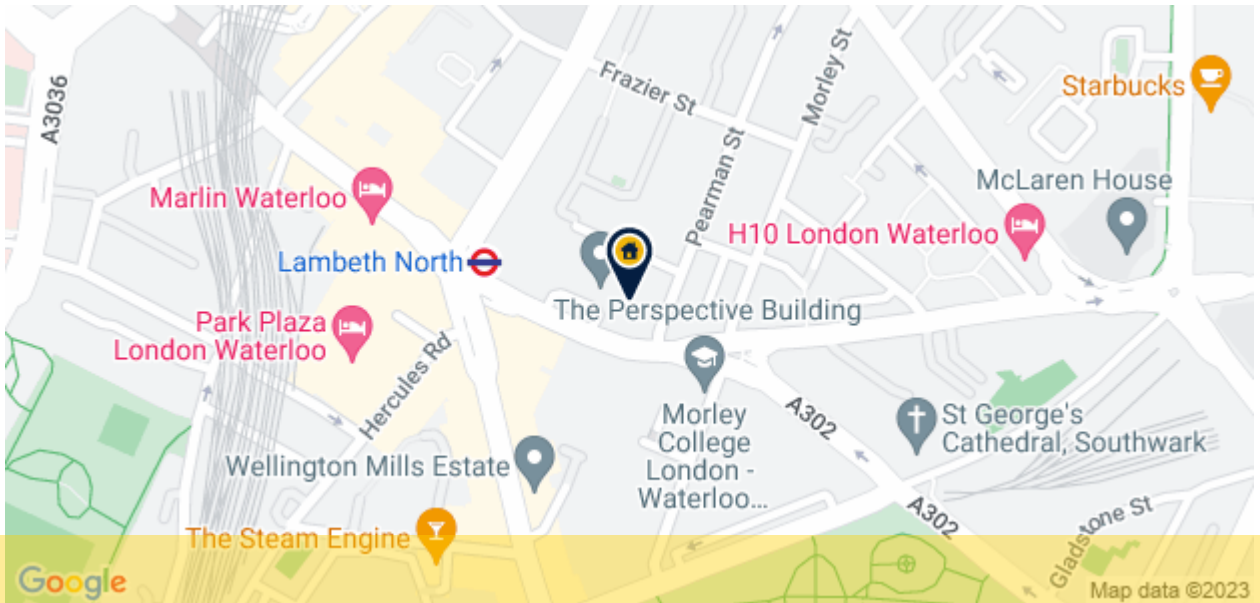 Frazier St
Morley St
Starbucks
A3036
Pearman St
McLaren House
Marlin Waterloo
H10 London Waterloo
Lambeth North
The Perspective Building
Park Plaza
London Waterloo
Hercules Rd
Morley
College
London -
Waterloo...
A302
St George's
Cathedral, Southwark
Wellington Mills Estate
A302
Gladstone St
The Steam Engine
Google
Map data ©2023